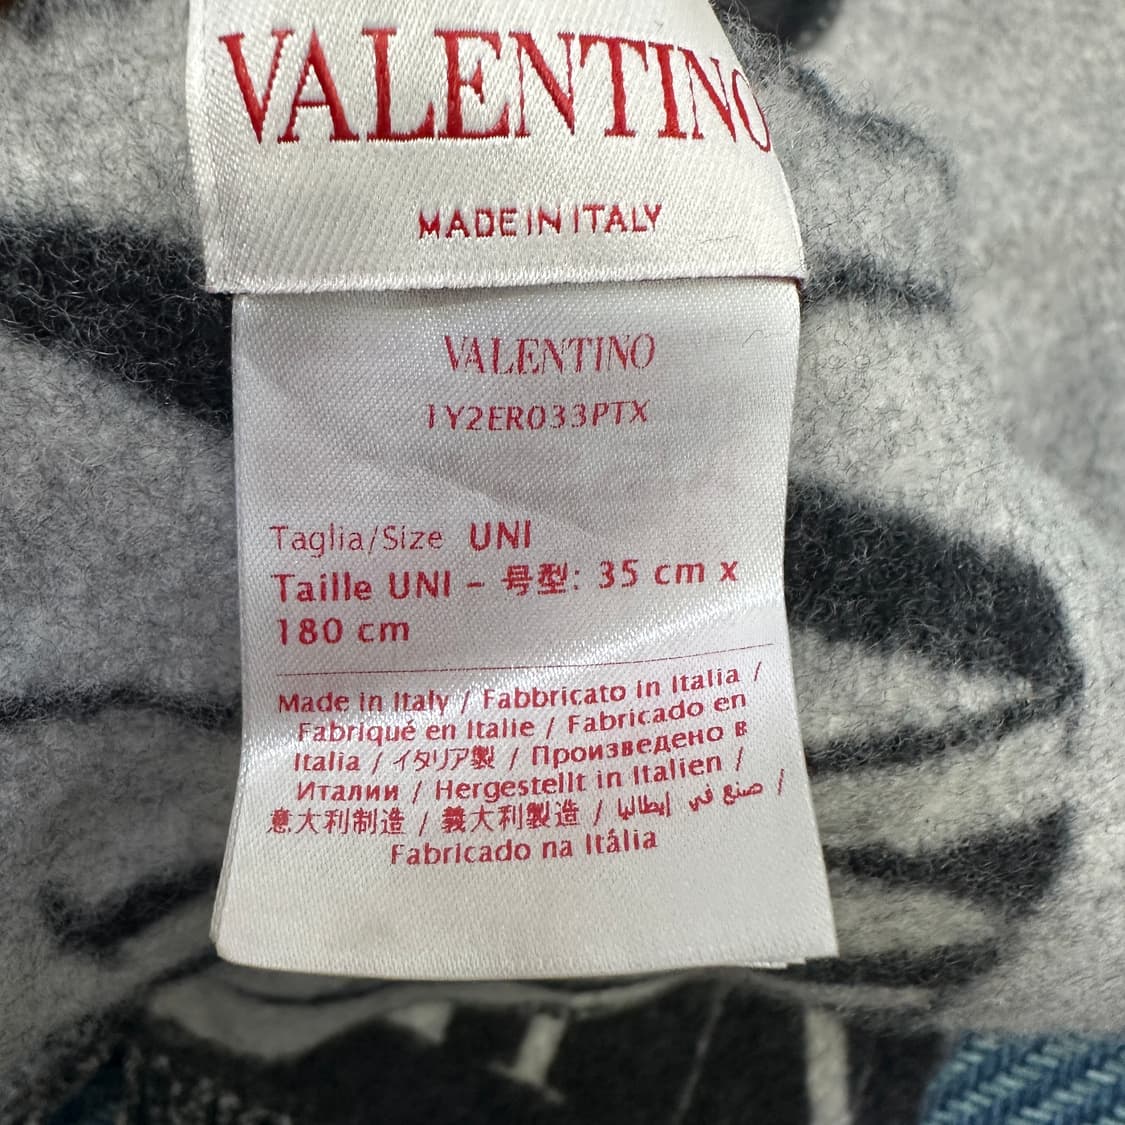 VALENTINO
MADE IN ITALY
VALENTINO
1Y2ER033PTX
Taglia/Size UNI
Taille UNI - 号型: 35 cm x
180 cm
Made in Italy / Fabbricato in Italia /
Fabriqué en Italie / Fabricado en
Italia / イタリア製 / Произведено в
Италии / Hergestellt in Italien /
意大利制造 / 義大利製造 / صنع في إيطاليا /
Fabricado na Itália